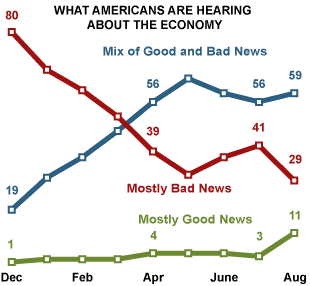 WHAT AMERICANS ARE HEARING
ABOUT THE ECONOMY
80
Mix of Good and Bad News
56
56
59
19
39
41
29
Mostly Bad News
Mostly Good News
1
4
3
11
Dec
Feb
Apr
June
Aug